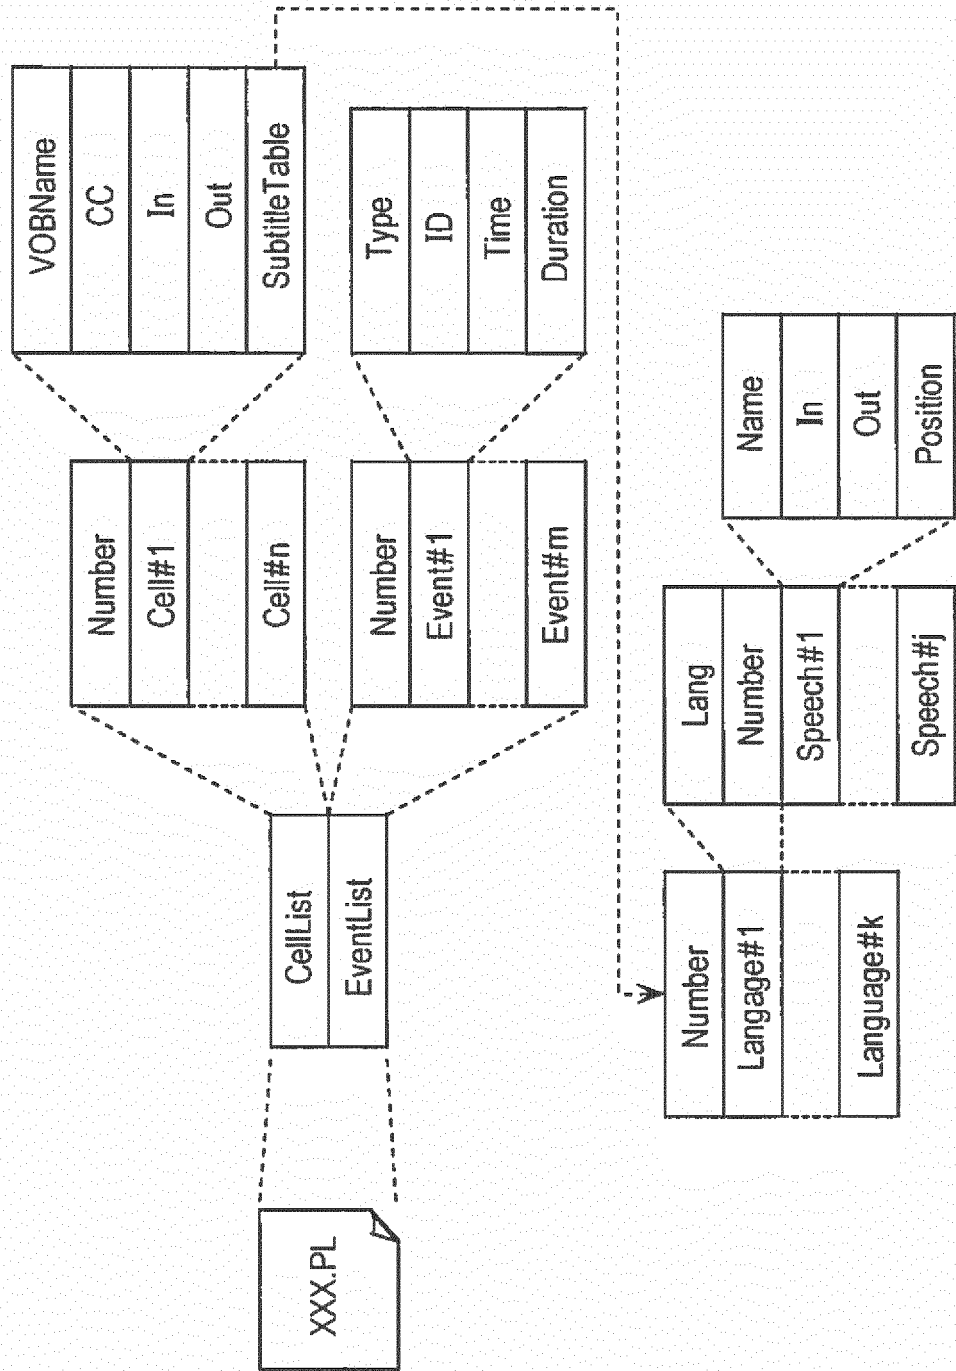 XXX.PL
CellList
EventList
Number
Cell#1
Cell#n
Number
Event#1
Event#m
VOBName
CC
In
Out
SubtitleTable
Type
ID
Time
Duration
Number
Langage#1
Language#k
Lang
Number
Speech#1
Speech#j
Name
In
Out
Position